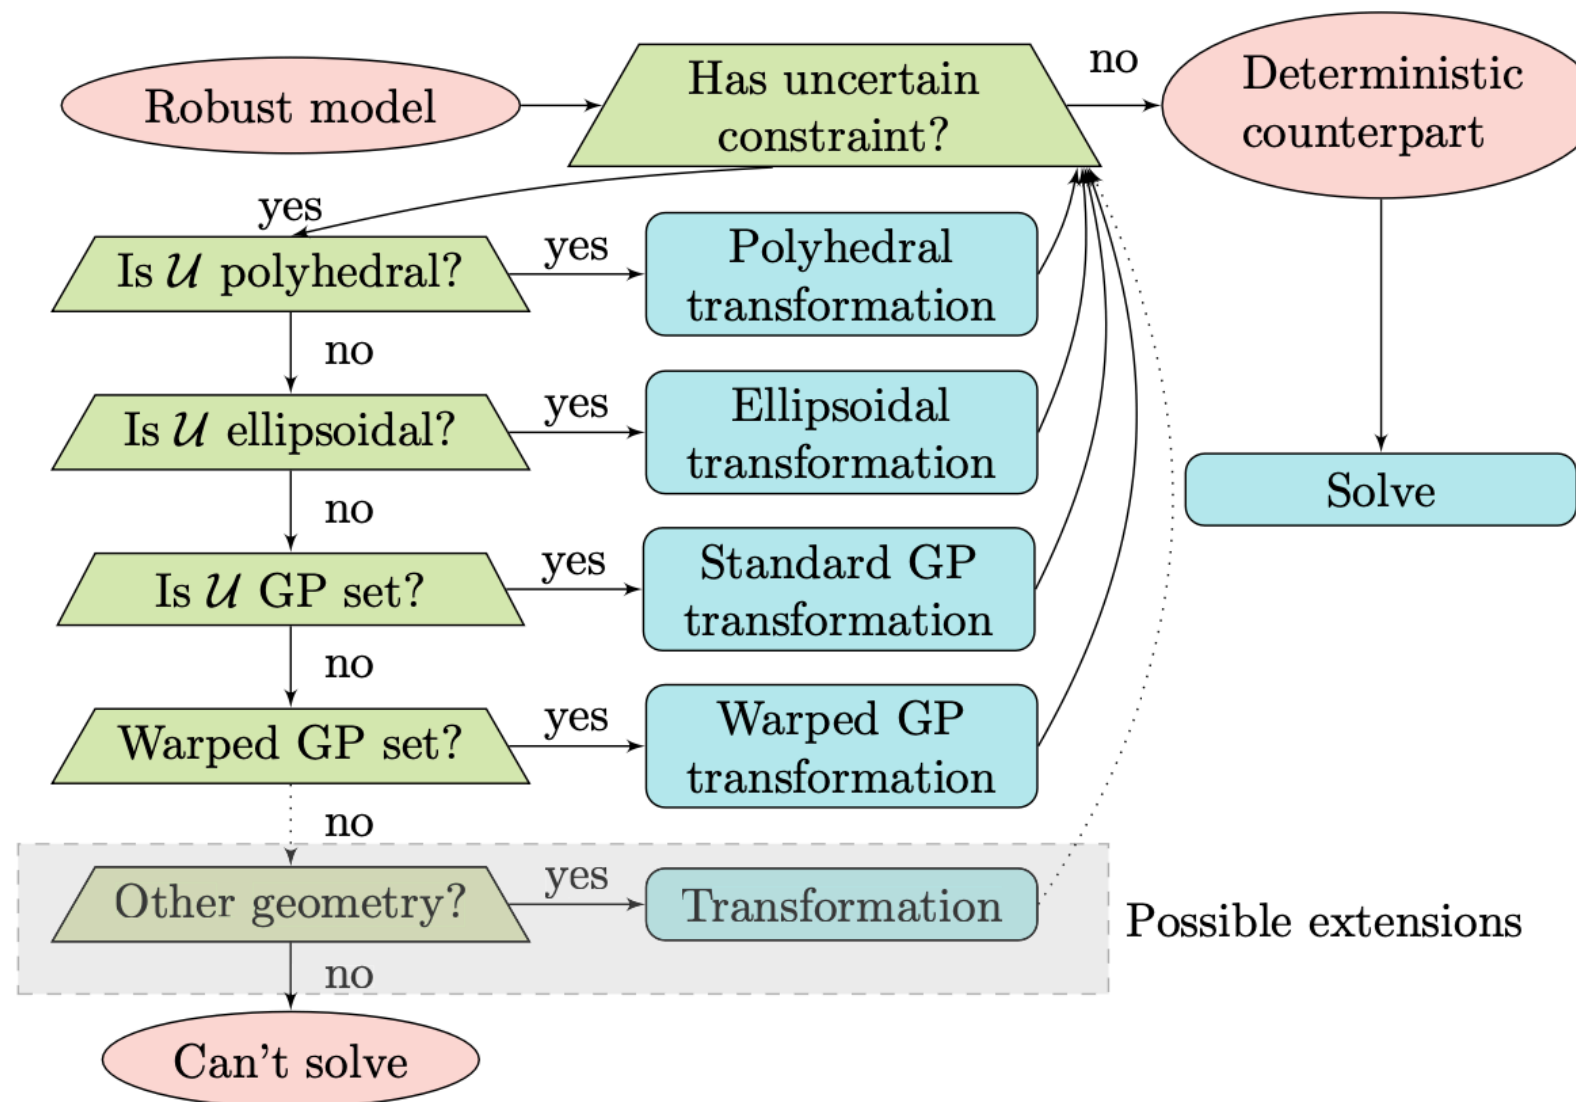 Robust model
Has uncertain
constraint?
no
Deterministic
counterpart
yes
Is 𝒰 polyhedral?
yes
Polyhedral
transformation
no
Is 𝒰 ellipsoidal?
yes
Ellipsoidal
transformation
Solve
no
Is 𝒰 GP set?
yes
Standard GP
transformation
no
Warped GP set?
yes
Warped GP
transformation
no
Other geometry?
yes
Transformation
Possible extensions
no
Can't solve